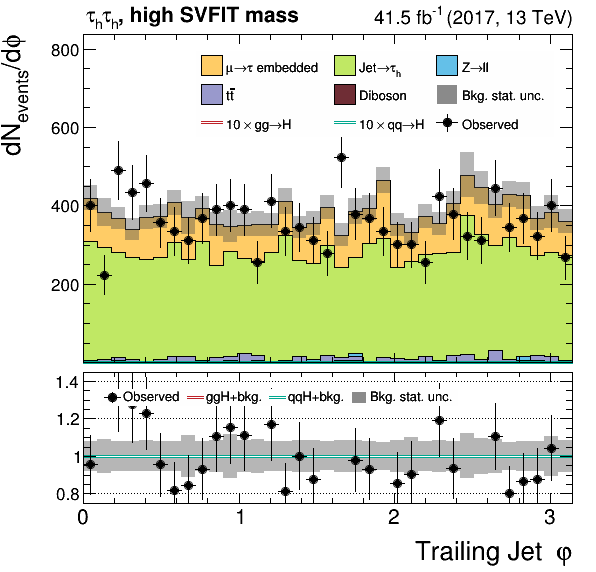 τhτh, high SVFIT mass 41.5 fb⁻¹ (2017, 13 TeV)
dNevents/dφ
800
600
400
200
μ→τ embedded Jet→τh Z→ll
tt̄ Diboson Bkg. stat. unc.
10 × gg→H 10 × qq→H Observed
1.4
1.2
1
0.8
Observed ggH+bkg. qqH+bkg. Bkg. stat. unc.
0 1 2 3
Trailing Jet φ